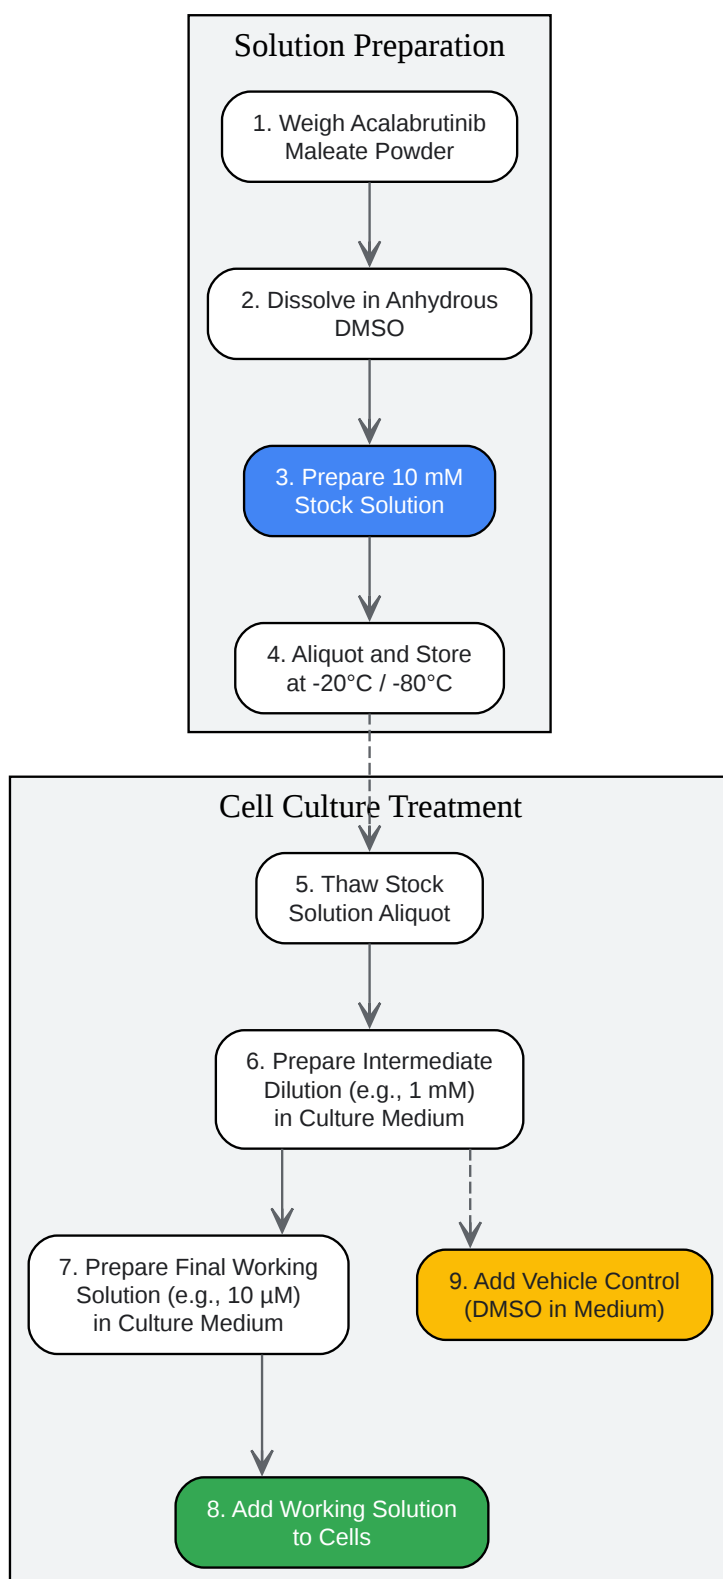 Solution Preparation
1. Weigh Acalabrutinib
Maleate Powder
2. Dissolve in Anhydrous
DMSO
3. Prepare 10 mM
Stock Solution
4. Aliquot and Store
at -20°C / -80°C
Cell Culture Treatment
5. Thaw Stock
Solution Aliquot
6. Prepare Intermediate
Dilution (e.g., 1 mM)
in Culture Medium
7. Prepare Final Working
Solution (e.g., 10 µM)
in Culture Medium
9. Add Vehicle Control
(DMSO in Medium)
8. Add Working Solution
to Cells